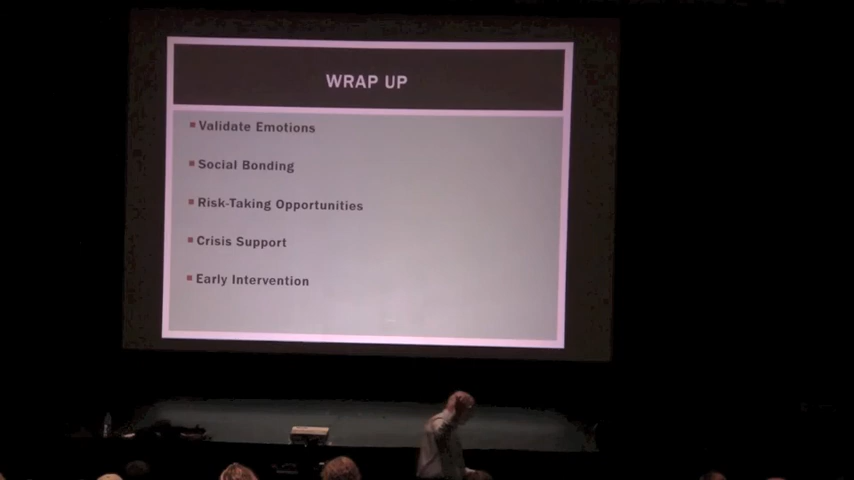 WRAP UP
Validate Emotions
Social Bonding
Risk-Taking Opportunities
Crisis Support
Early Intervention